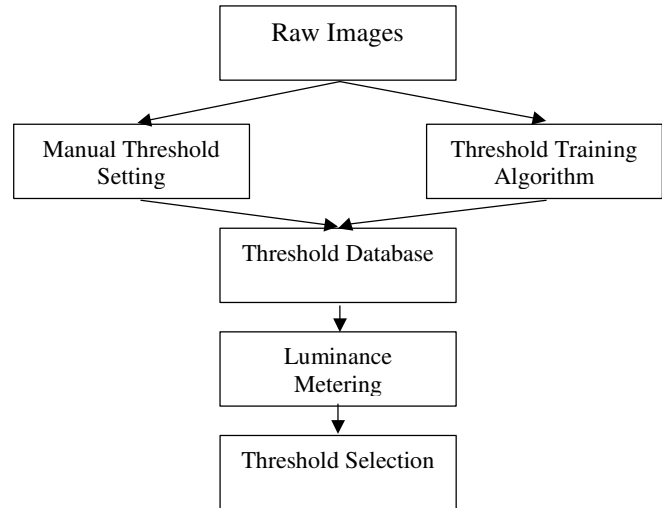 Raw Images
Manual Threshold
Setting
Threshold Training
Algorithm
Threshold Database
Luminance
Metering
Threshold Selection